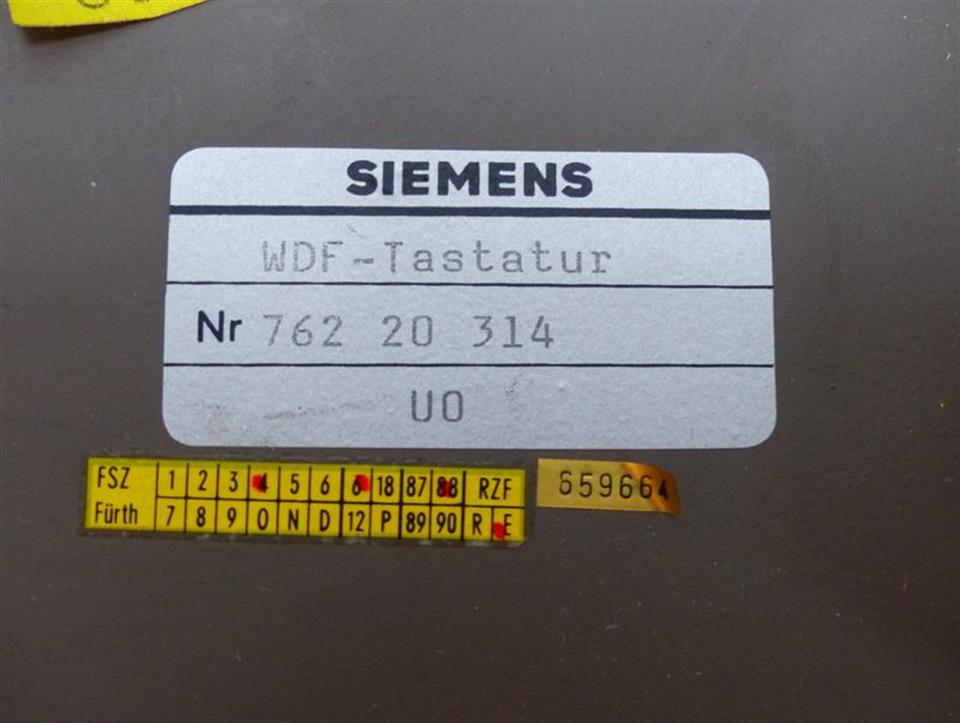 SIEMENS
WDF-Tastatur
Nr 762 20 314
U0
FSZ 1 2 3 4 5 6 6 18 87 88 RZF
Fürth 7 8 9 O N D 12 P 89 90 R E
659664